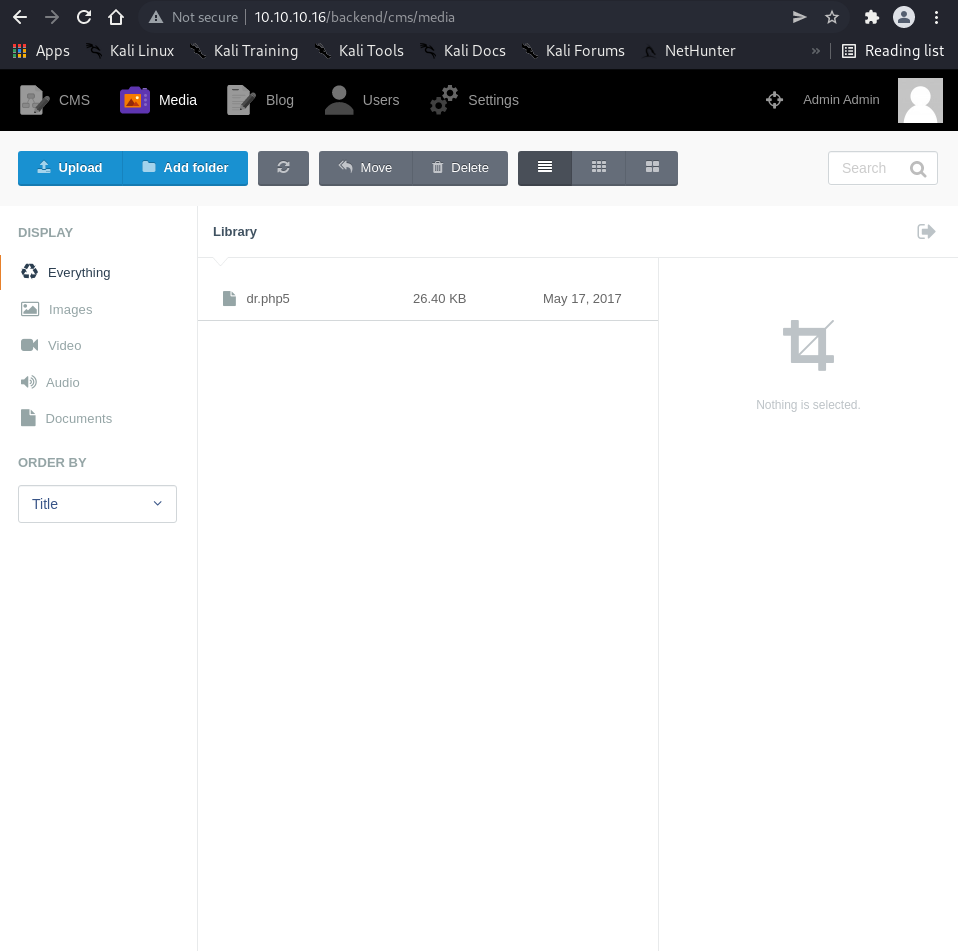 Not secure 10.10.10.16/backend/cms/media
Apps Kali Linux Kali Training Kali Tools Kali Docs Kali Forums NetHunter » Reading list
CMS Media Blog Users Settings Admin Admin
Upload Add folder Move Delete Search
DISPLAY
Everything
Images
Video
Audio
Documents
ORDER BY
Title
Library
dr.php5 26.40 KB May 17, 2017
Nothing is selected.